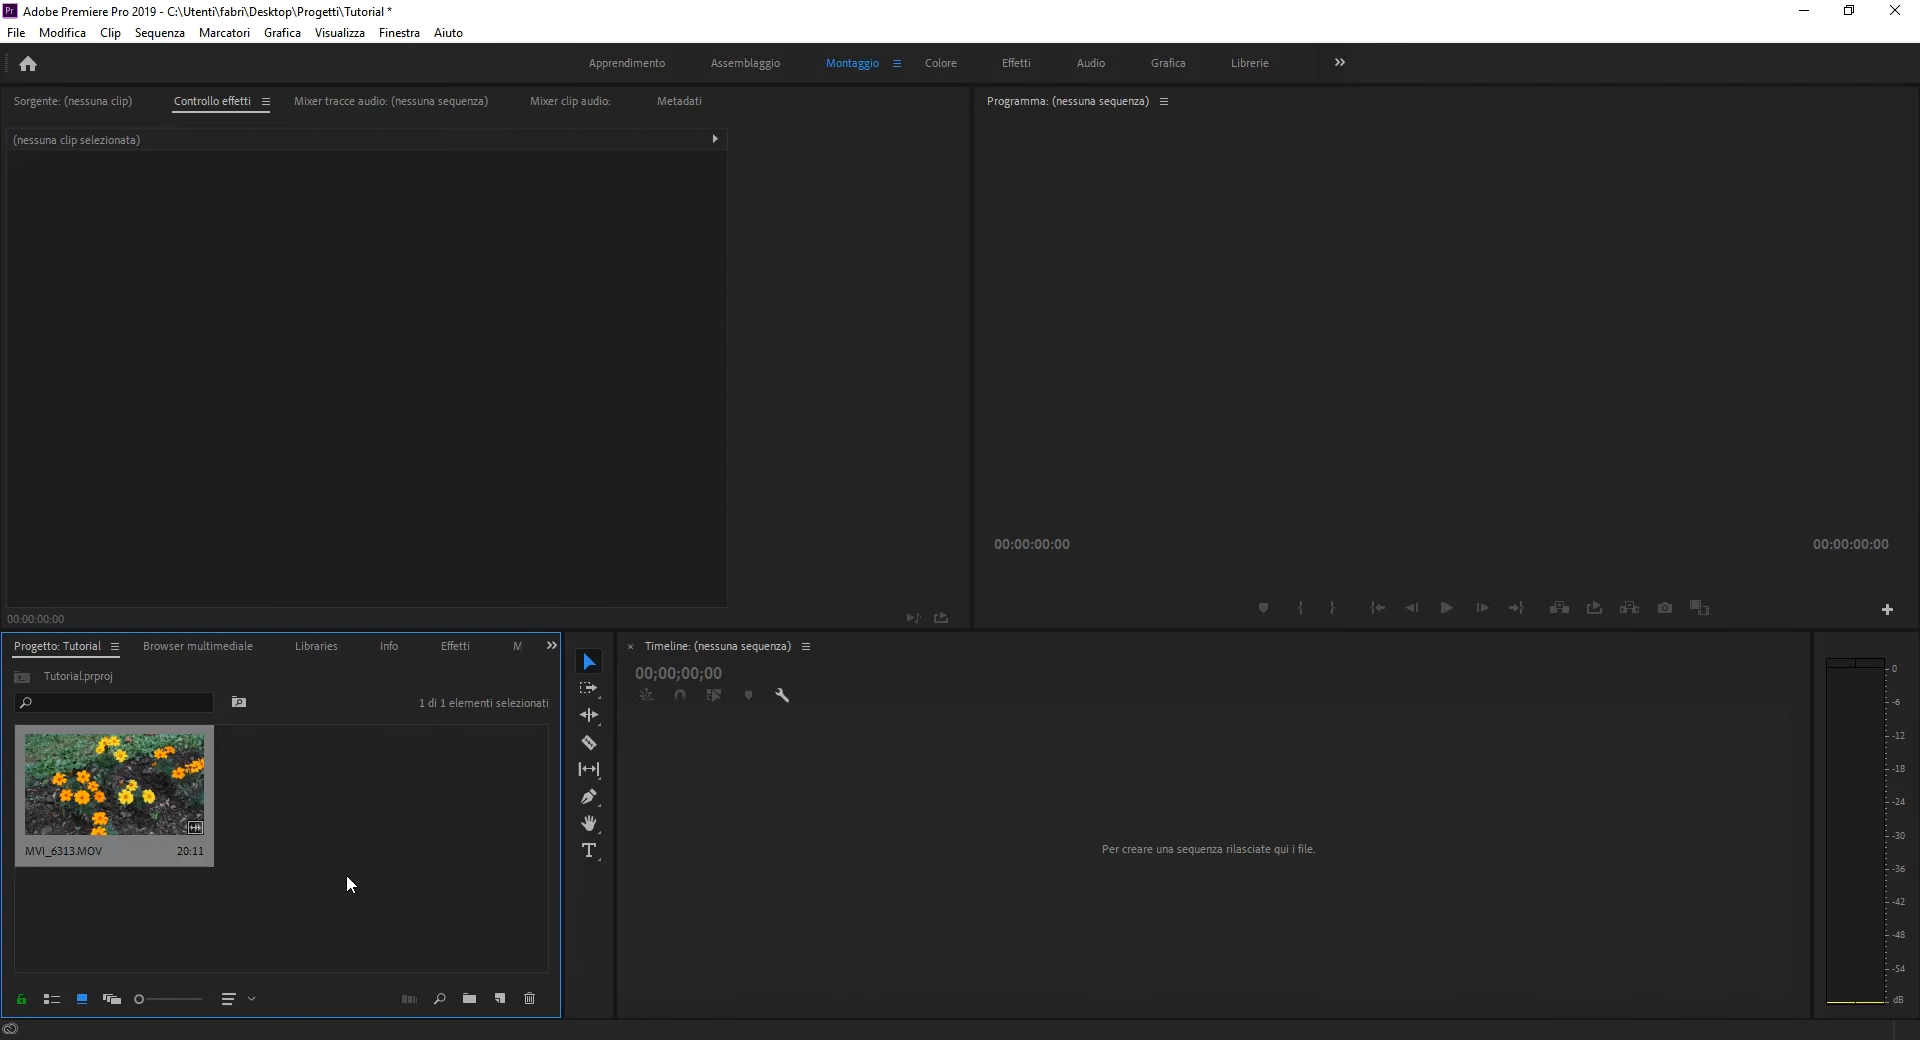 Pr Adobe Premiere Pro 2019 - C:\Utenti\fabri\Desktop\Progetti\Tutorial *
File Modifica Clip Sequenza Marcatori Grafica Visualizza Finestra Aiuto
Apprendimento Assemblaggio Montaggio Colore Effetti Audio Grafica Librerie
Sorgente: (nessuna clip) Controllo effetti Mixer tracce audio: (nessuna sequenza) Mixer clip audio: Metadati
Programma: (nessuna sequenza)
(nessuna clip selezionata)
00:00:00:00 00:00:00:00
00:00:00:00
Progetto: Tutorial Browser multimediale Libraries Info Effetti M
Tutorial.prproj
1 di 1 elementi selezionati
MVI_6313.MOV 20:11
Timeline: (nessuna sequenza)
00;00;00;00
Per creare una sequenza rilasciate qui i file.
0
-6
-12
-18
-24
-30
-36
-42
-48
-54
dB